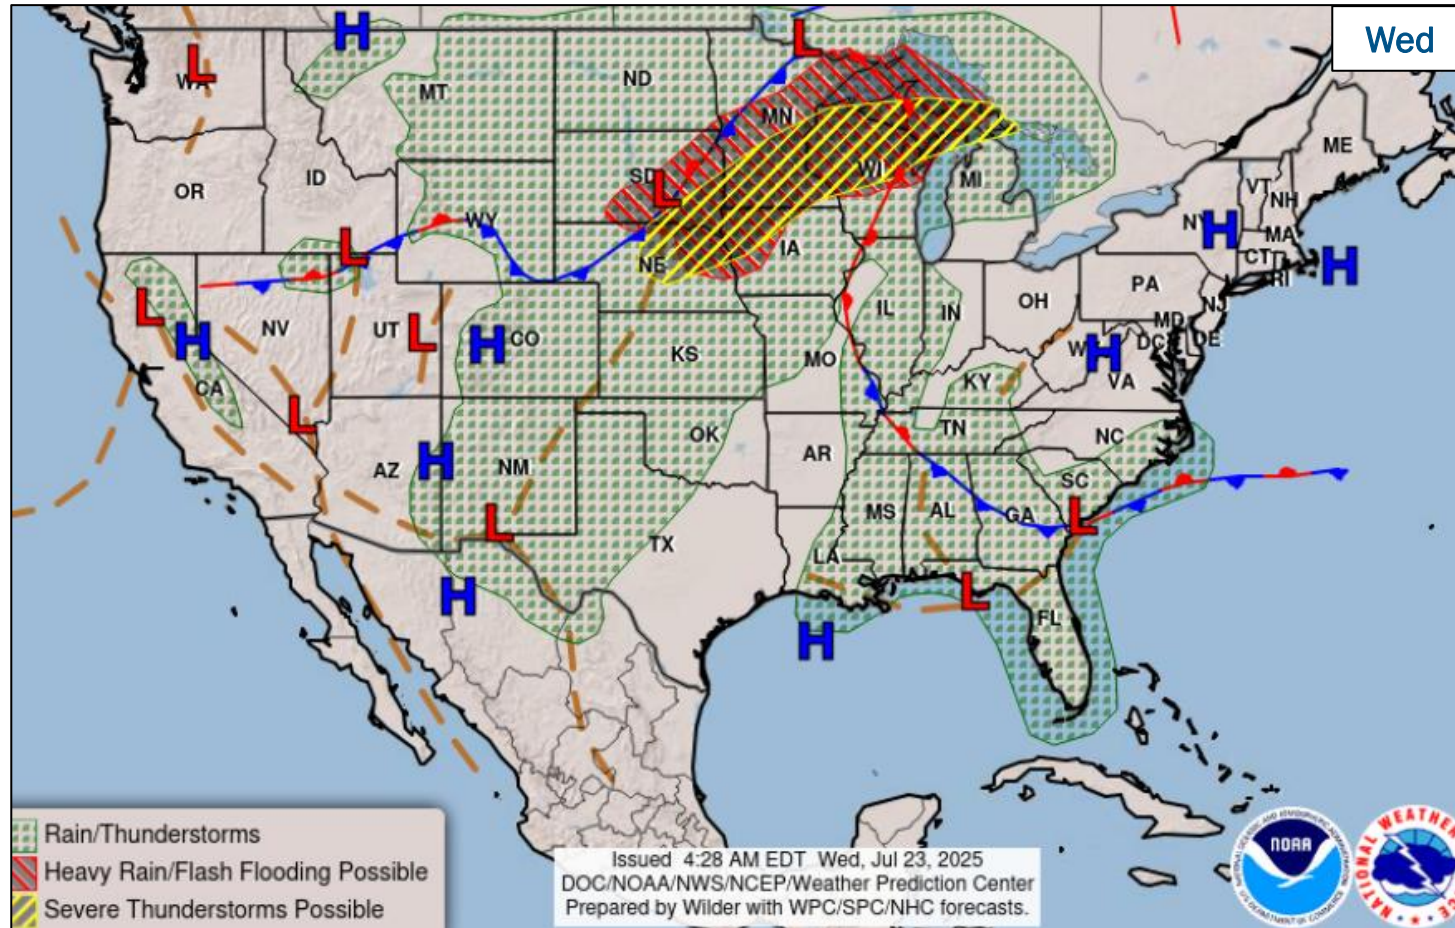 Wed
H
L
L
WA
MT
ND
MN
OR
ID
SD
L
WI
MI
ME
VT
NH
NY
H
MA
CT
RI
H
WY
L
NE
IA
PA
OH
NJ
MD
DE
DC
L
H
NV
UT
L
H
CO
KS
MO
IL
IN
W
H
VA
CA
L
KY
TN
NC
AZ
H
NM
OK
AR
SC
L
MS
AL
GA
L
TX
LA
H
H
L
FL
Rain/Thunderstorms
Heavy Rain/Flash Flooding Possible
Severe Thunderstorms Possible
Issued 4:28 AM EDT Wed, Jul 23, 2025
DOC/NOAA/NWS/NCEP/Weather Prediction Center
Prepared by Wilder with WPC/SPC/NHC forecasts.
NOAA
NATIONAL WEATHER